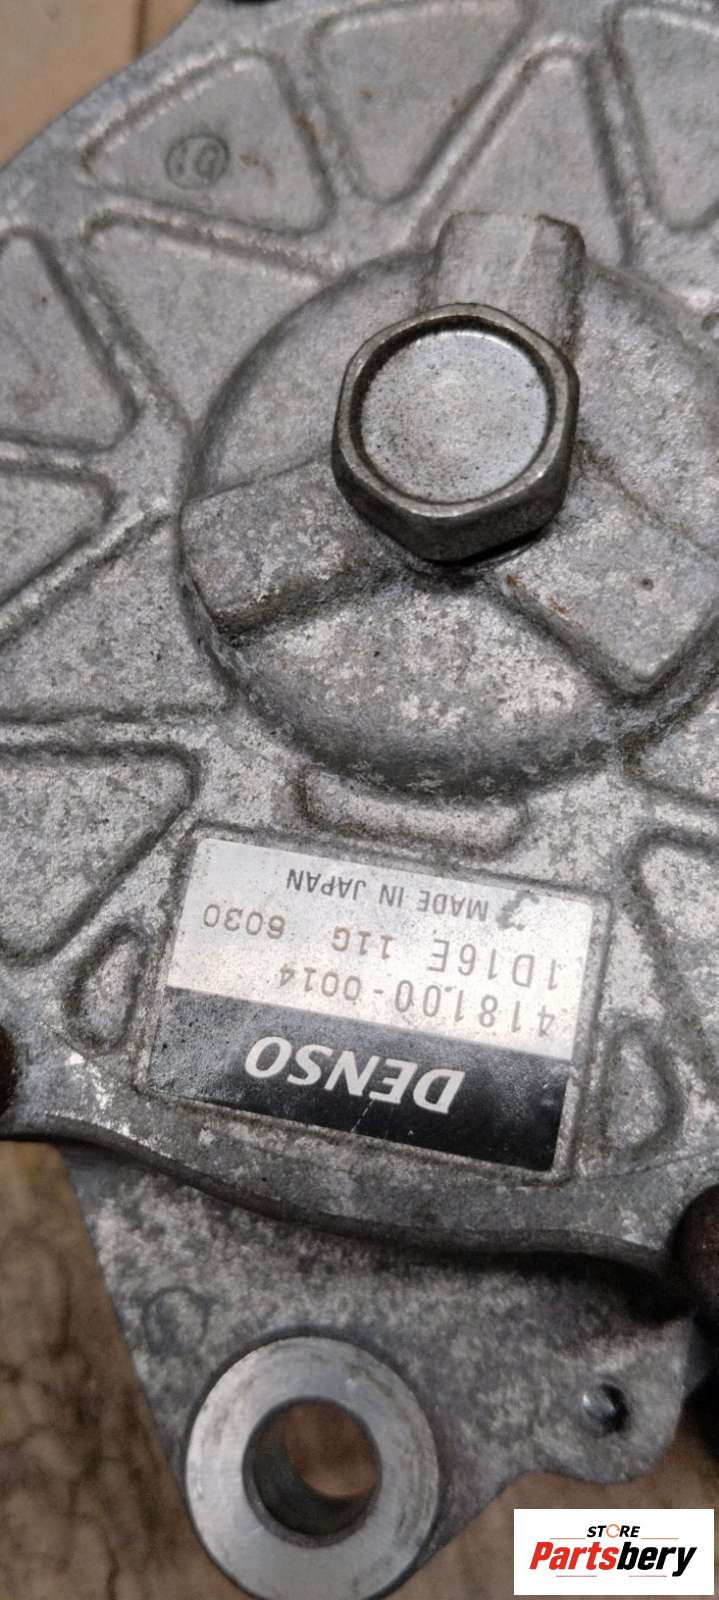 DENSO
418100-0014
1D16E 11G 6030
MADE IN JAPAN
STORE
Partsbery